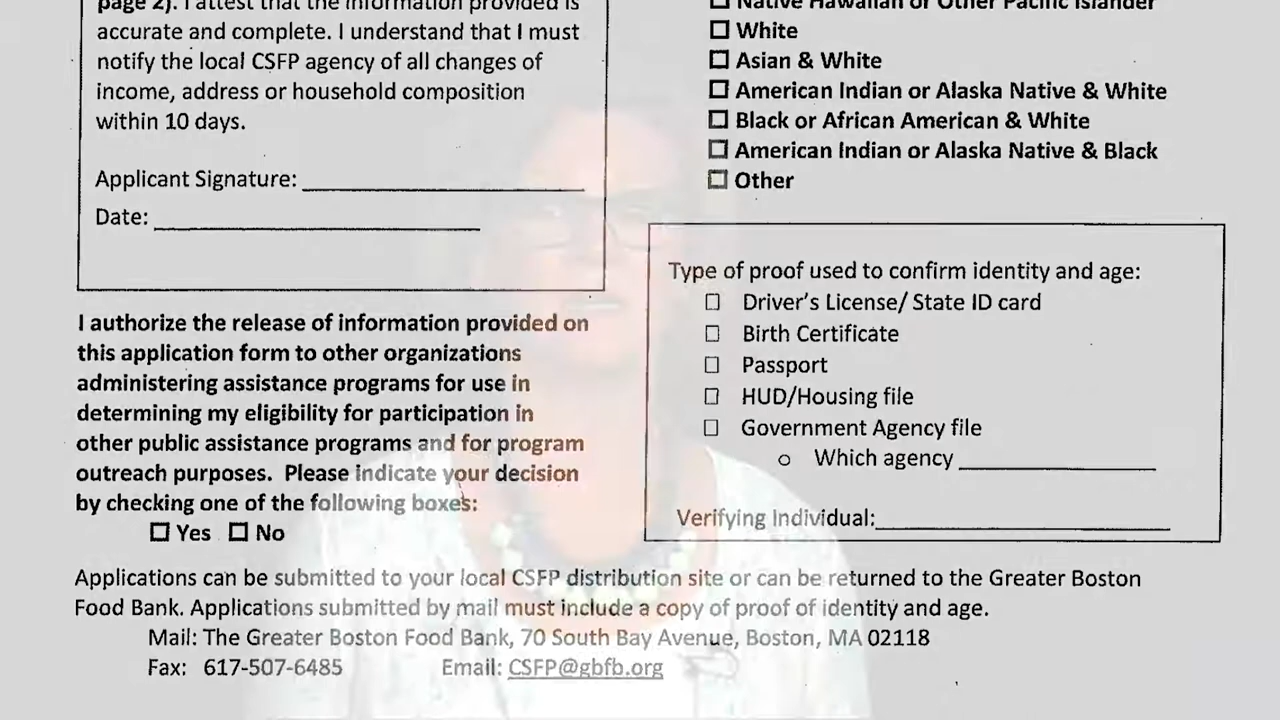 page 2). I attest that the information provided is
accurate and complete. I understand that I must
notify the local CSFP agency of all changes of
income, address or household composition
within 10 days.
Applicant Signature:
Date:
I authorize the release of information provided on
this application form to other organizations
administering assistance programs for use in
determining my eligibility for participation in
other public assistance programs and for program
outreach purposes. Please indicate your decision
by checking one of the following boxes:
Yes No
Native Hawaiian or Other Pacific Islander
White
Asian & White
American Indian or Alaska Native & White
Black or African American & White
American Indian or Alaska Native & Black
Other
Type of proof used to confirm identity and age:
Driver's License/ State ID card
Birth Certificate
Passport
HUD/Housing file
Government Agency file
Which agency
Verifying Individual:
Applications can be submitted to your local CSFP distribution site or can be returned to the Greater Boston
Food Bank. Applications submitted by mail must include a copy of proof of identity and age.
Mail: The Greater Boston Food Bank, 70 South Bay Avenue, Boston, MA 02118
Fax: 617-507-6485 Email: CSFP@gbfb.org